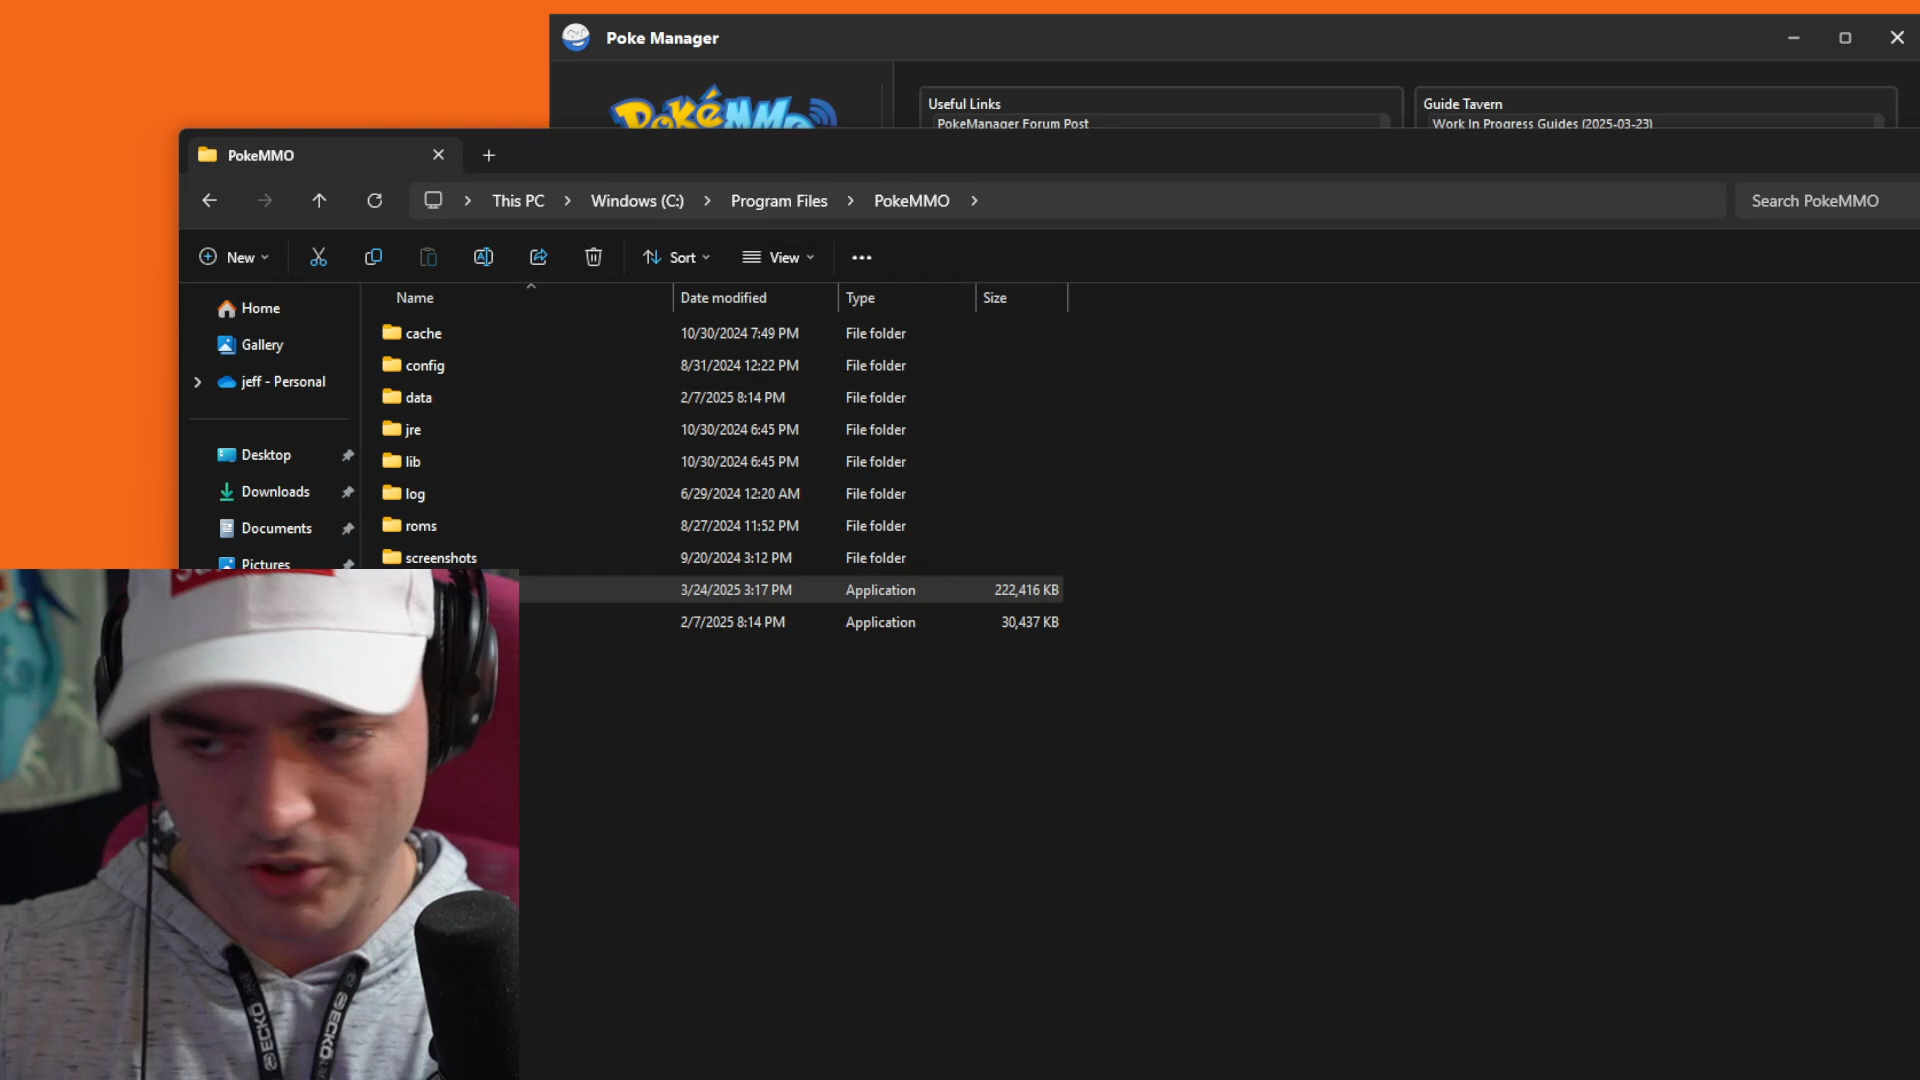 Poke Manager
PokéMMO
Useful Links
Guide Tavern
PokeManager Forum Post
Work In Progress Guides (2025-03-23)
PokeMMO
This PC > Windows (C:) > Program Files > PokeMMO >
Search PokeMMO
New
Sort
View
Name
Date modified
Type
Size
Home
Gallery
jeff - Personal
Desktop
Downloads
Documents
Pictures
cache 10/30/2024 7:49 PM File folder
config 8/31/2024 12:22 PM File folder
data 2/7/2025 8:14 PM File folder
jre 10/30/2024 6:45 PM File folder
lib 10/30/2024 6:45 PM File folder
log 6/29/2024 12:20 AM File folder
roms 8/27/2024 11:52 PM File folder
screenshots 9/20/2024 3:12 PM File folder
3/24/2025 3:17 PM Application 222,416 KB
2/7/2025 8:14 PM Application 30,437 KB
ECKO
ECKO